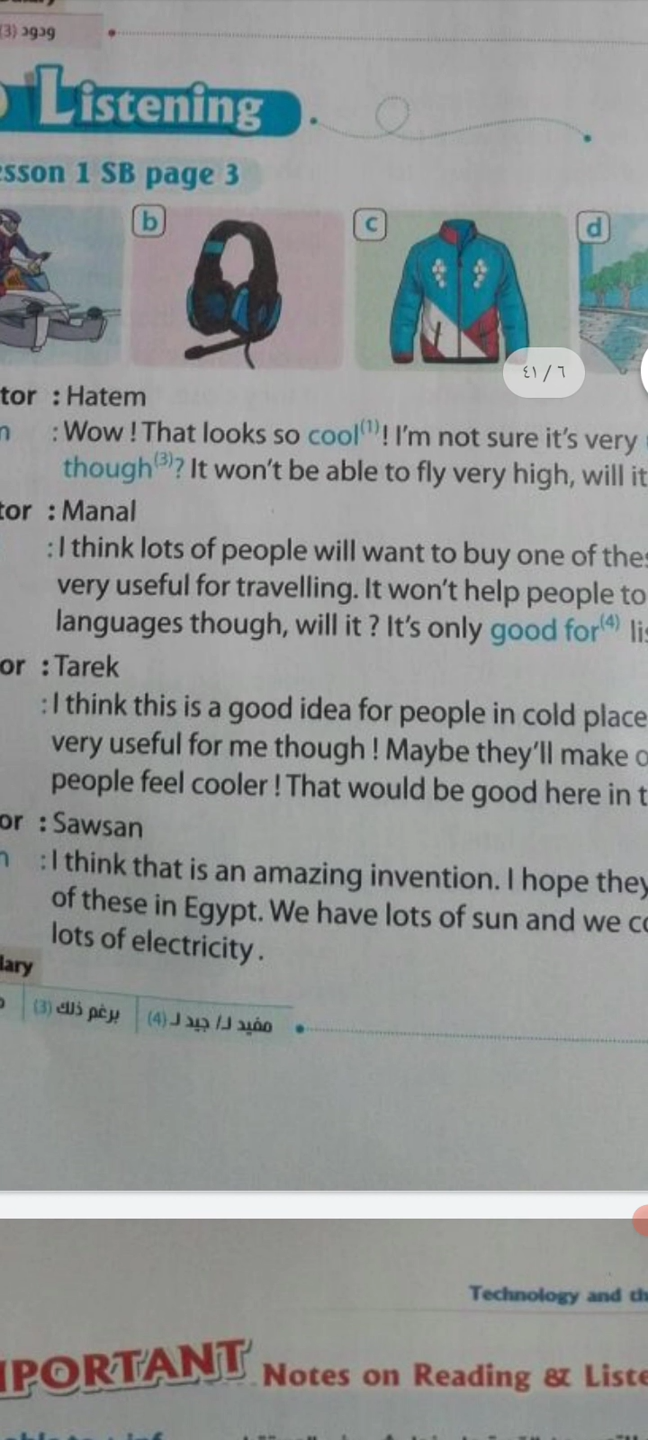 (3) وقود
Listening
esson 1 SB page 3
b
c
d
٤١ / ٦
tor : Hatem
: Wow ! That looks so cool(1)! I'm not sure it's very
though(3)? It won't be able to fly very high, will it
tor : Manal
: I think lots of people will want to buy one of thes
very useful for travelling. It won't help people to
languages though, will it ? It's only good for(4) lis
or : Tarek
: I think this is a good idea for people in cold place
very useful for me though ! Maybe they'll make o
people feel cooler ! That would be good here in t
or : Sawsan
n : I think that is an amazing invention. I hope they
of these in Egypt. We have lots of sun and we co
lots of electricity .
lary
(3) برغم ذلك
(4) مفيد لـ/ جيد لـ
Technology and th
IMPORTANT Notes on Reading & Liste